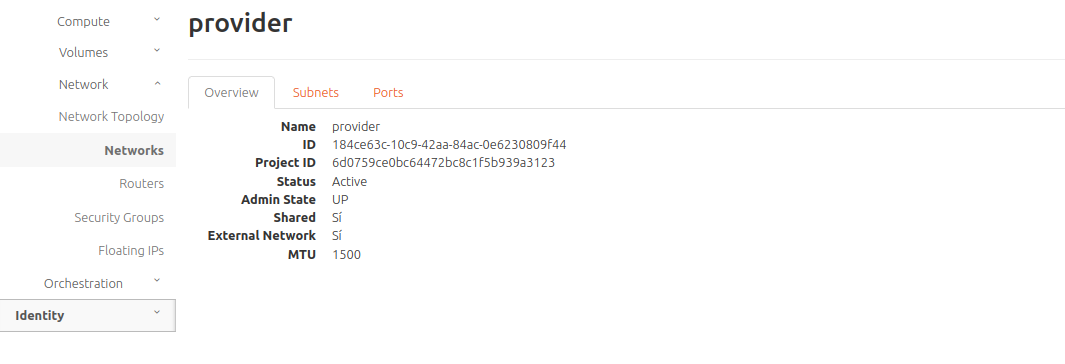 Compute
Volumes
Network
Network Topology
Networks
Routers
Security Groups
Floating IPs
Orchestration
Identity
provider
Overview Subnets Ports
Name provider
ID 184ce63c-10c9-42aa-84ac-0e6230809f44
Project ID 6d0759ce0bc64472bc8c1f5b939a3123
Status Active
Admin State UP
Shared Sí
External Network Sí
MTU 1500